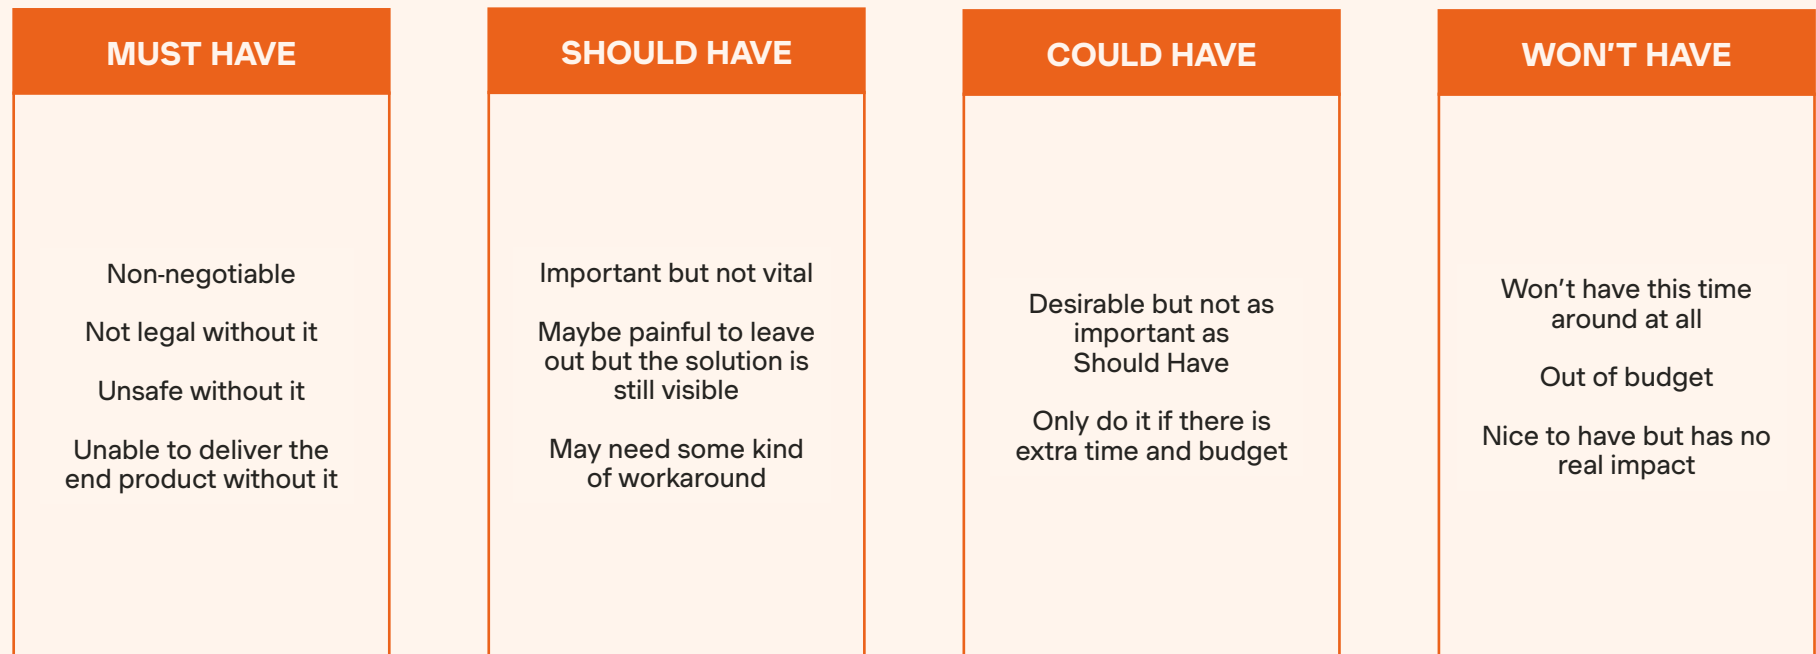 MUST HAVE
Non-negotiable
Not legal without it
Unsafe without it
Unable to deliver the
end product without it
SHOULD HAVE
Important but not vital
Maybe painful to leave
out but the solution is
still visible
May need some kind
of workaround
COULD HAVE
Desirable but not as
important as
Should Have
Only do it if there is
extra time and budget
WON'T HAVE
Won't have this time
around at all
Out of budget
Nice to have but has no
real impact